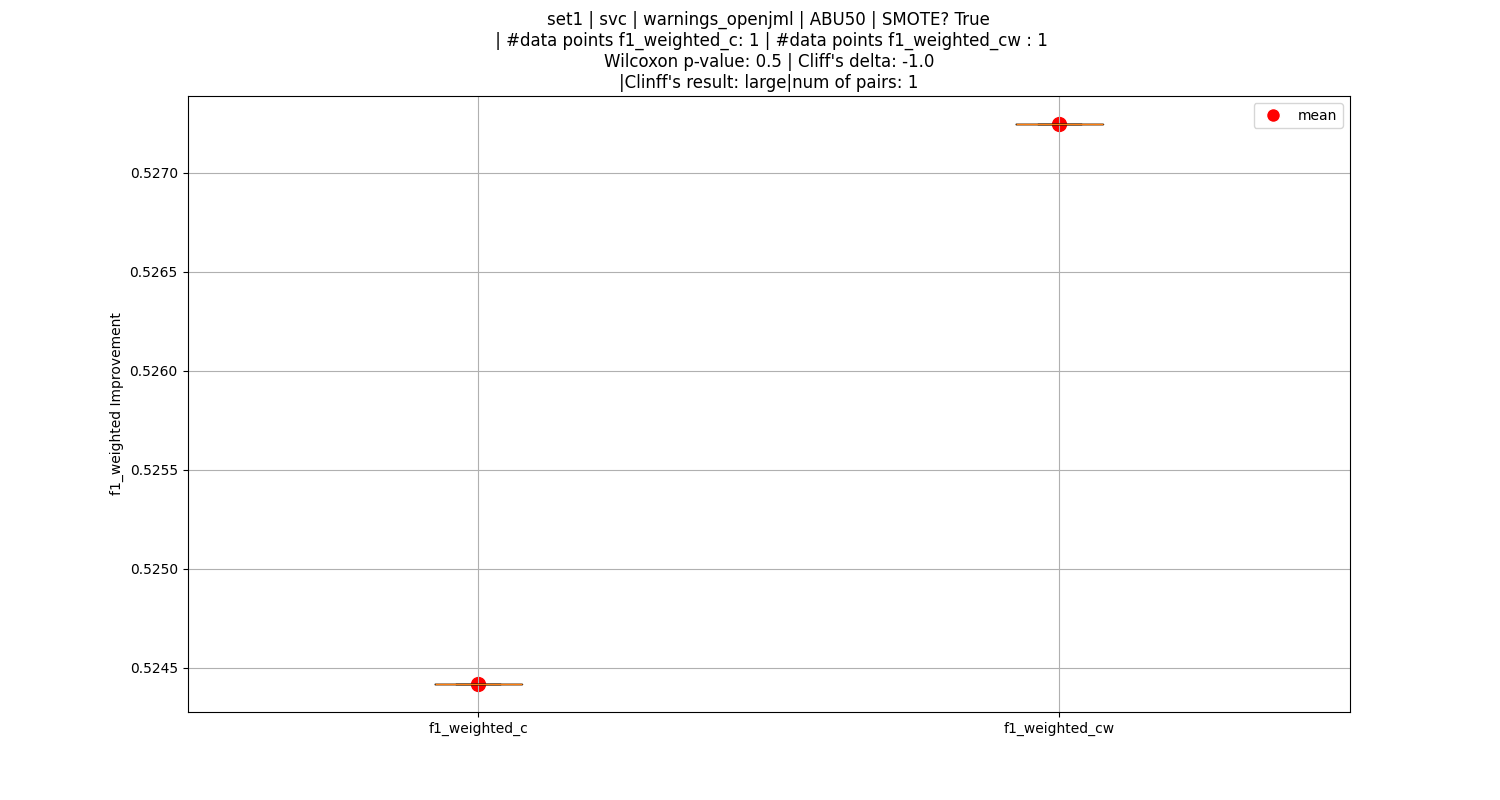 set1 | svc | warnings_openjml | ABU50 | SMOTE? True
| #data points f1_weighted_c: 1 | #data points f1_weighted_cw : 1
Wilcoxon p-value: 0.5 | Cliff's delta: -1.0
|Clinff's result: large|num of pairs: 1
mean
0.5270
0.5265
0.5260
0.5255
0.5250
0.5245
f1_weighted Improvement
f1_weighted_c
f1_weighted_cw